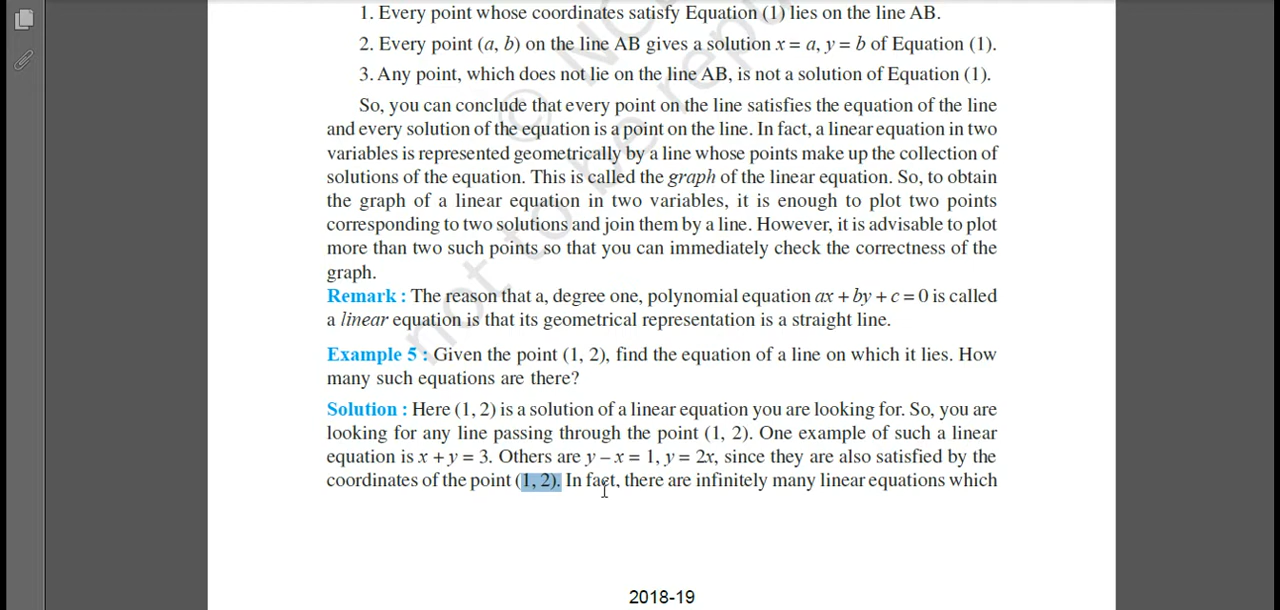 1. Every point whose coordinates satisfy Equation (1) lies on the line AB.
2. Every point (a, b) on the line AB gives a solution x = a, y = b of Equation (1).
3. Any point, which does not lie on the line AB, is not a solution of Equation (1).
So, you can conclude that every point on the line satisfies the equation of the line
and every solution of the equation is a point on the line. In fact, a linear equation in two
variables is represented geometrically by a line whose points make up the collection of
solutions of the equation. This is called the graph of the linear equation. So, to obtain
the graph of a linear equation in two variables, it is enough to plot two points
corresponding to two solutions and join them by a line. However, it is advisable to plot
more than two such points so that you can immediately check the correctness of the
graph.
Remark : The reason that a, degree one, polynomial equation ax + by + c = 0 is called
a linear equation is that its geometrical representation is a straight line.
Example 5 : Given the point (1, 2), find the equation of a line on which it lies. How
many such equations are there?
Solution : Here (1, 2) is a solution of a linear equation you are looking for. So, you are
looking for any line passing through the point (1, 2). One example of such a linear
equation is x + y = 3. Others are y – x = 1, y = 2x, since they are also satisfied by the
coordinates of the point (1, 2). In fact, there are infinitely many linear equations which
2018-19
© NC
not to be repu